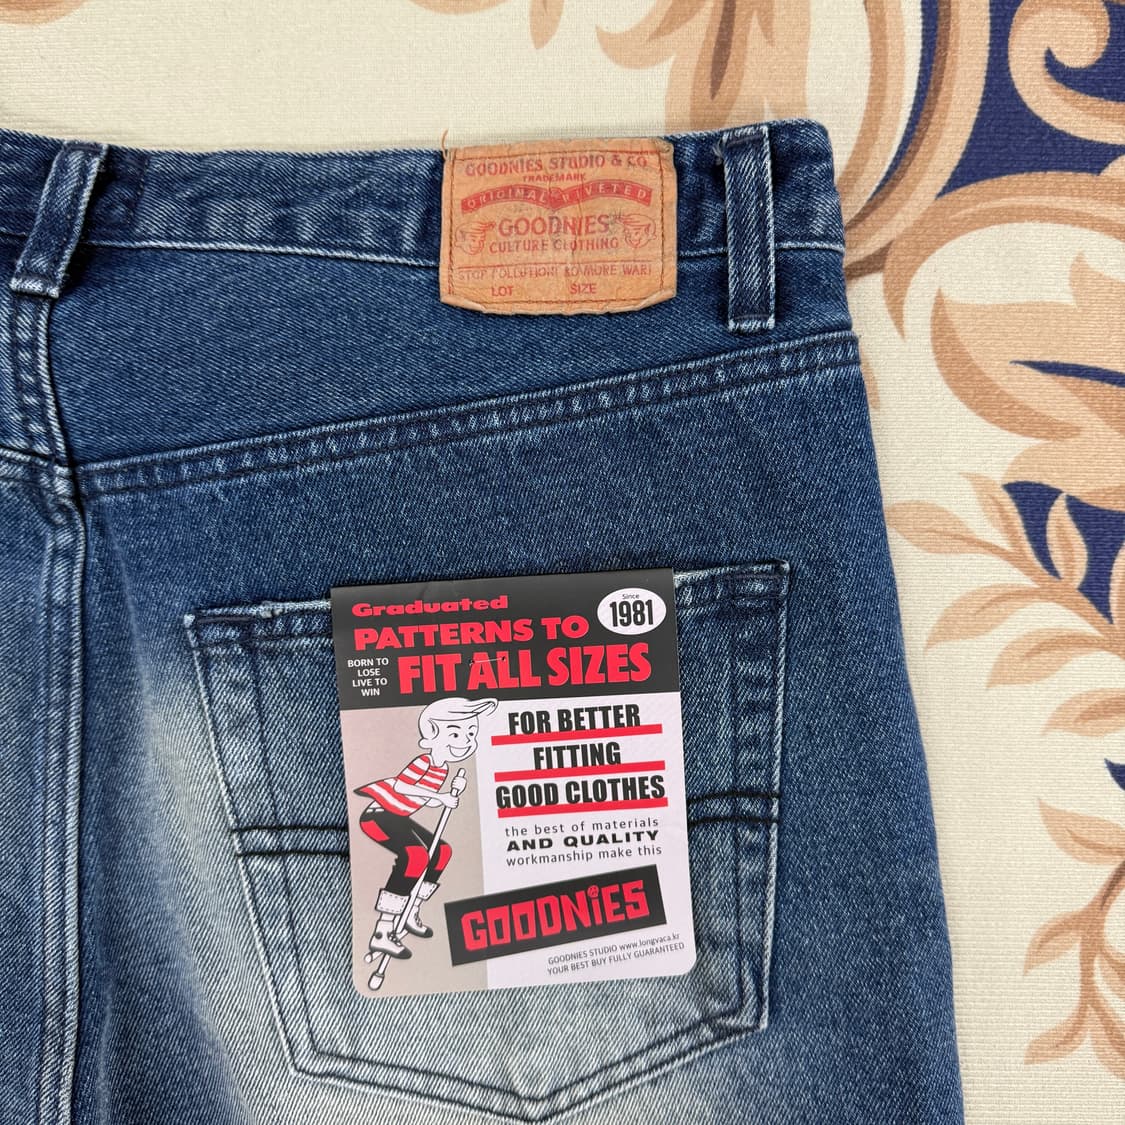 GOODNIES STUDIO & CO
TRADEMARK
ORIGINAL RIVETED
GOODNIES
CULTURE CLOTHING
STOP POLLUTION! NO MORE WAR!
LOT SIZE
Graduated
Since
1981
PATTERNS TO
FIT ALL SIZES
BORN TO
LOSE
LIVE TO
WIN
FOR BETTER
FITTING
GOOD CLOTHES
the best of materials
AND QUALITY
workmanship make this
GOODNiES
GOODNIES STUDIO www.longvaca.kr
YOUR BEST BUY FULLY GUARANTEED